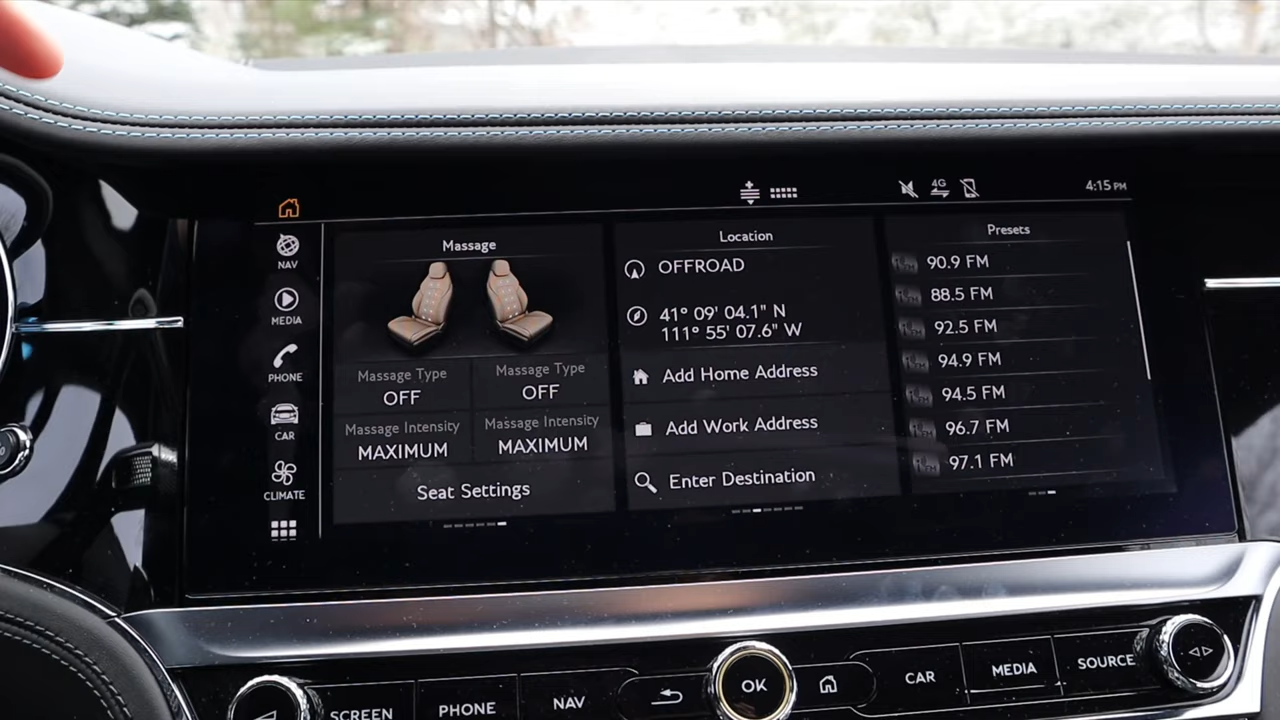 4G
4:15 PM
NAV
MEDIA
PHONE
CAR
CLIMATE
Massage
Massage Type
OFF
Massage Type
OFF
Massage Intensity
MAXIMUM
Massage Intensity
MAXIMUM
Seat Settings
Location
OFFROAD
41° 09' 04.1" N
111° 55' 07.6" W
Add Home Address
Add Work Address
Enter Destination
Presets
90.9 FM
88.5 FM
92.5 FM
94.9 FM
94.5 FM
96.7 FM
97.1 FM
SCREEN
PHONE
NAV
OK
CAR
MEDIA
SOURCE